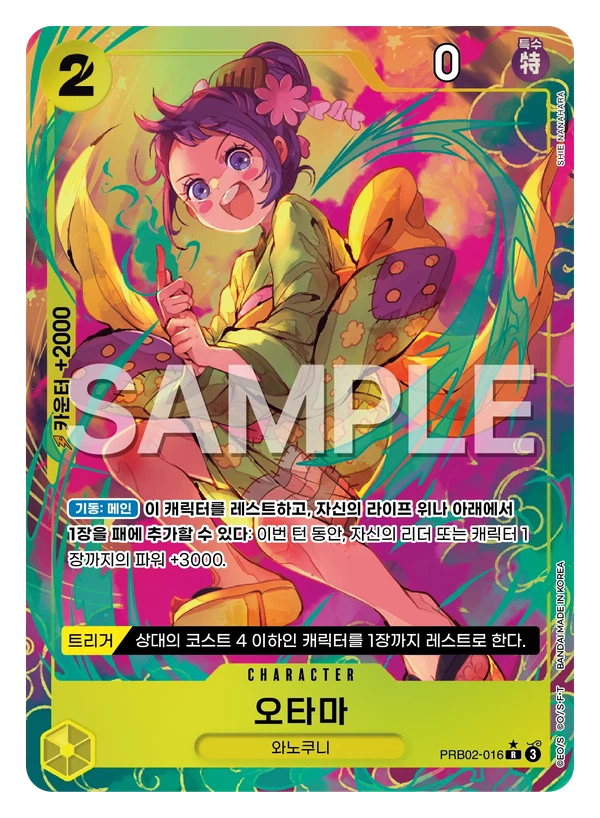 2
0
특수
特
SHIE NANAHARA
카운터 +2000
SAMPLE
기동: 메인 이 캐릭터를 레스트하고, 자신의 라이프 위나 아래에서
1장을 패에 추가할 수 있다: 이번 턴 동안, 자신의 리더 또는 캐릭터 1
장까지의 파워 +3000.
트리거 상대의 코스트 4 이하인 캐릭터를 1장까지 레스트로 한다.
CHARACTER
오타마
와노쿠니
PRB02-016 ★ R 3
©EO/S ©O/S·F·T BANDAI MADE IN KOREA